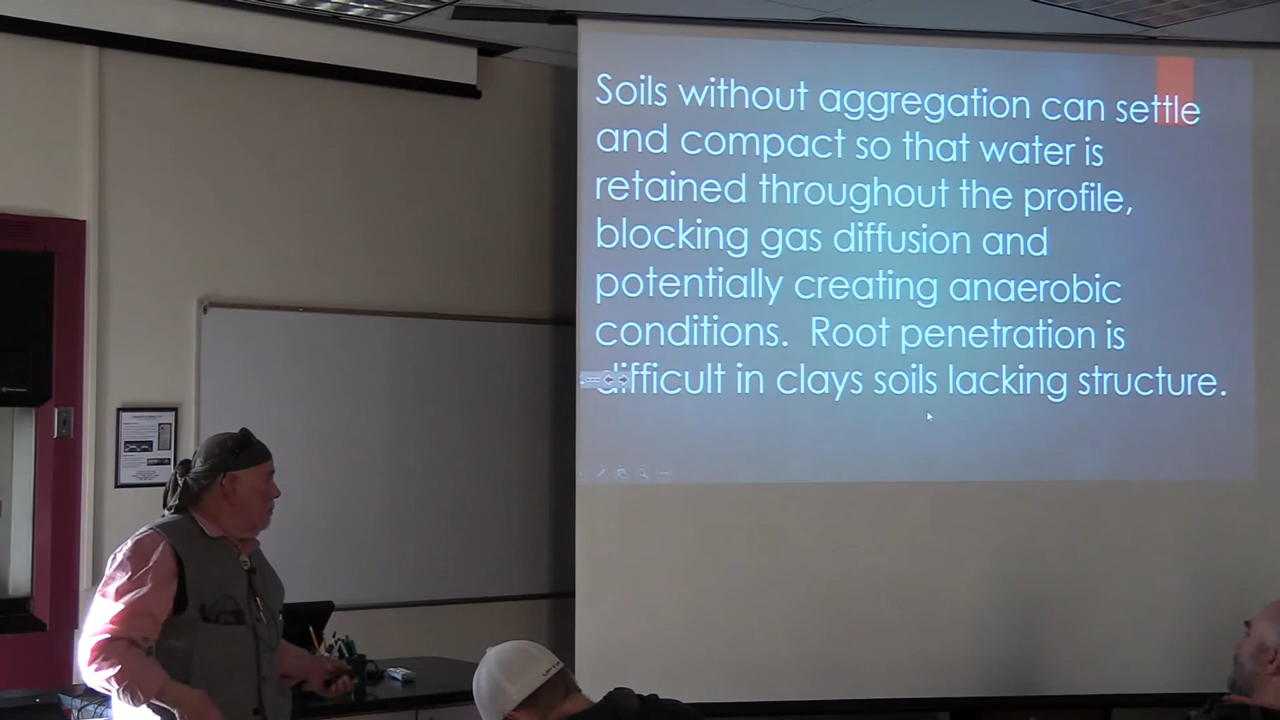 Soils without aggregation can settle
and compact so that water is
retained throughout the profile,
blocking gas diffusion and
potentially creating anaerobic
conditions.  Root penetration is
difficult in clays soils lacking structure.